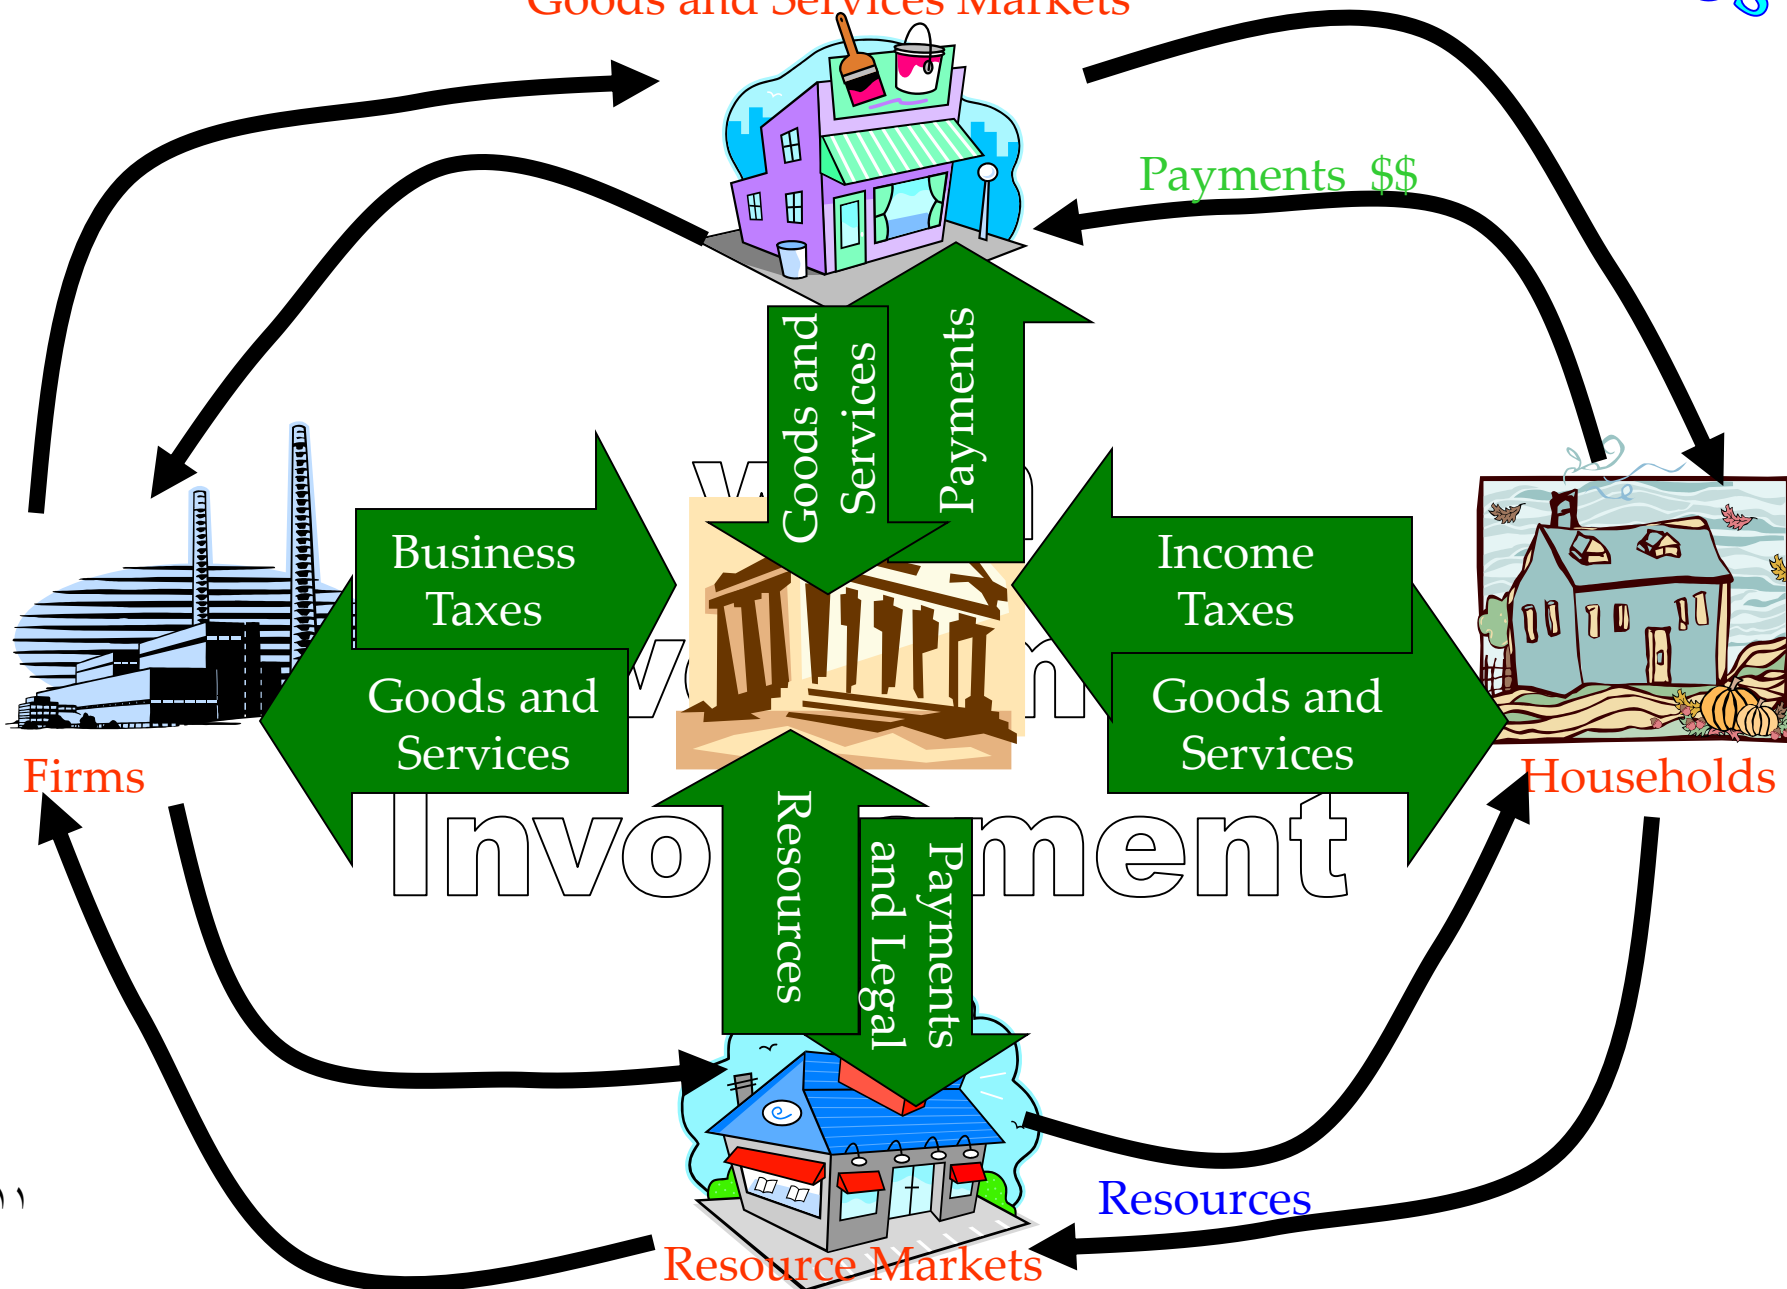 Goods and Services Markets
Payments $$
Goods and
Services
Payments
Business
Taxes
Income
Taxes
Goods and
Services
Goods and
Services
Firms
Households
Resources
Payments
and Legal
Resources
Resource Markets